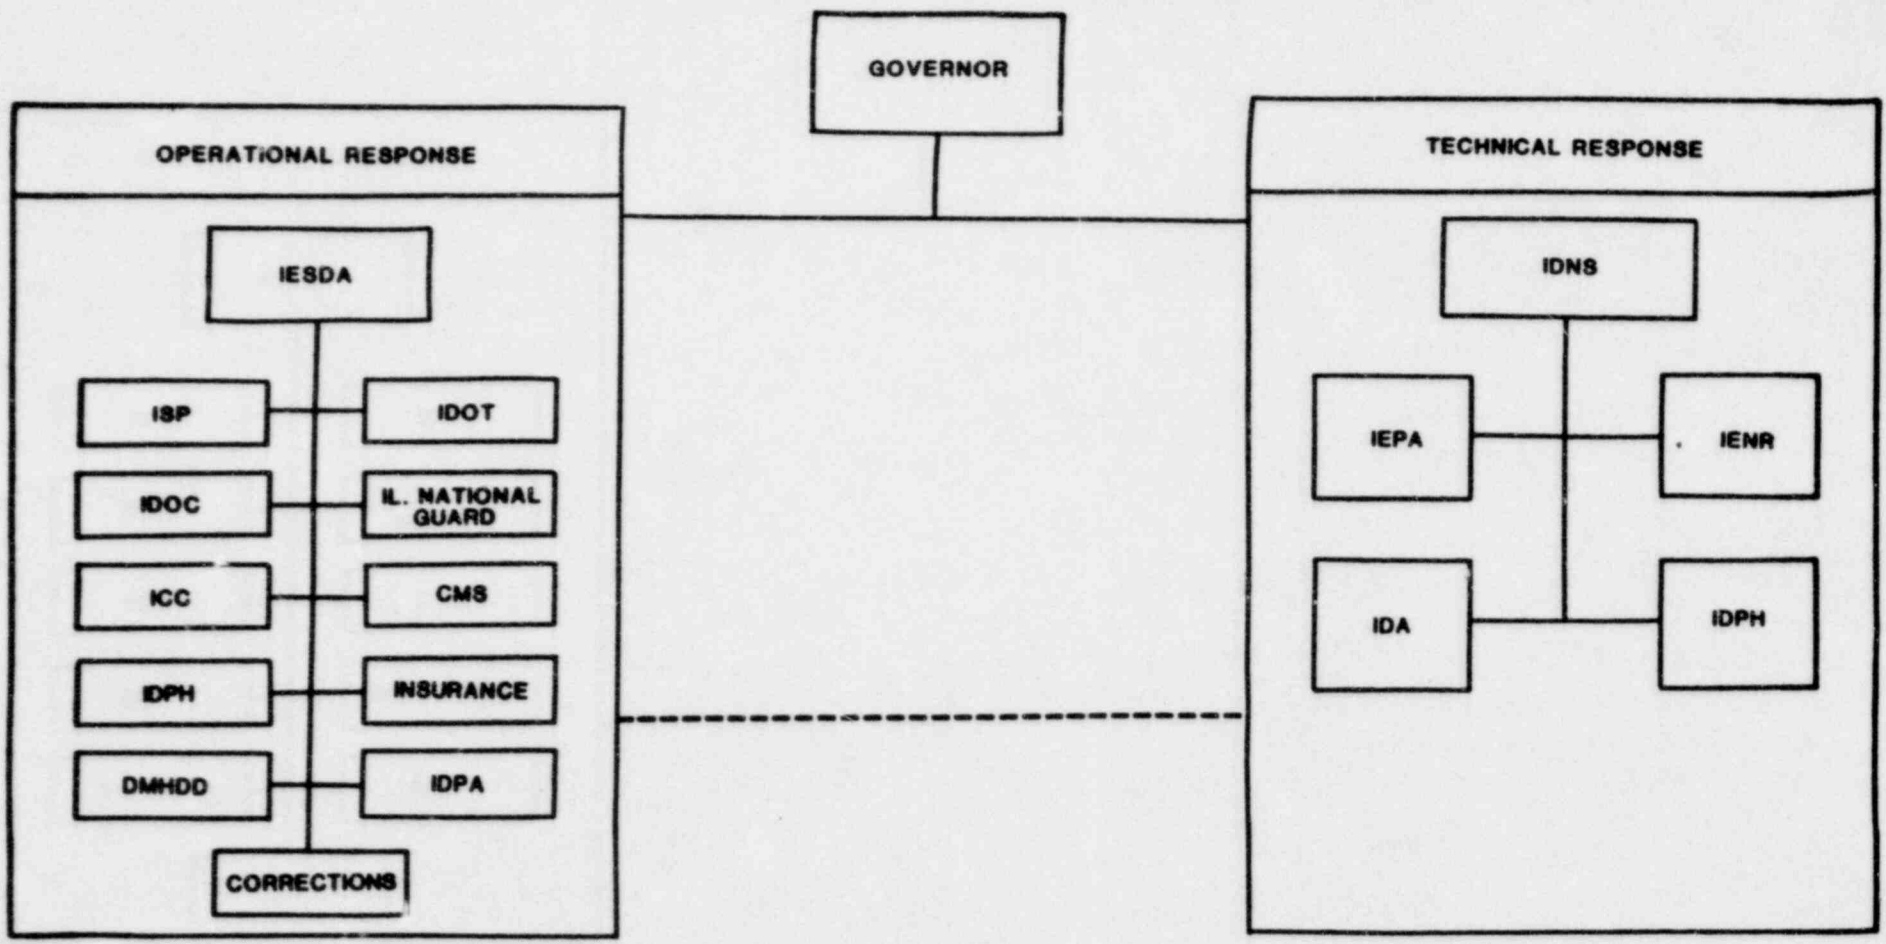 GOVERNOR
OPERATIONAL RESPONSE
IESDA
ISP
IDOT
IDOC
IL. NATIONAL
GUARD
ICC
CMS
IDPH
INSURANCE
DMHDD
IDPA
CORRECTIONS
TECHNICAL RESPONSE
IDNS
IEPA
IENR
IDA
IDPH